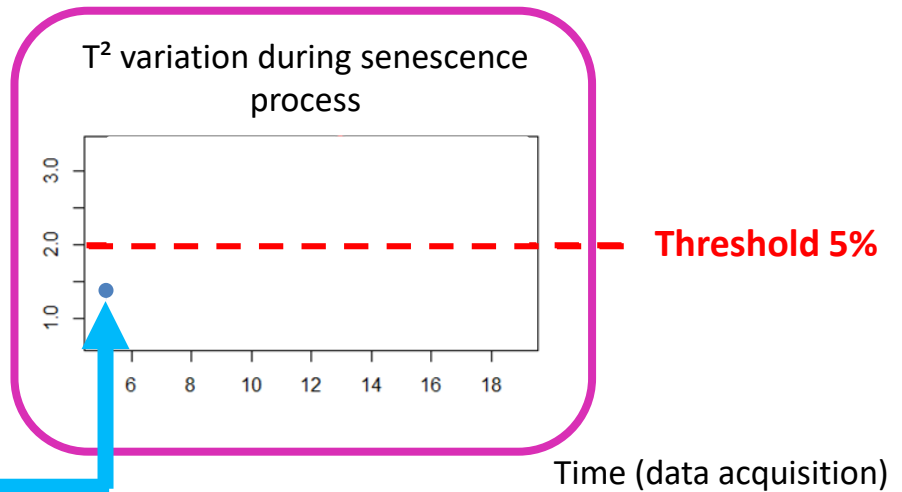 T² variation during senescence
process
3.0
2.0
1.0
Threshold 5%
6 8 10 12 14 16 18
Time (data acquisition)